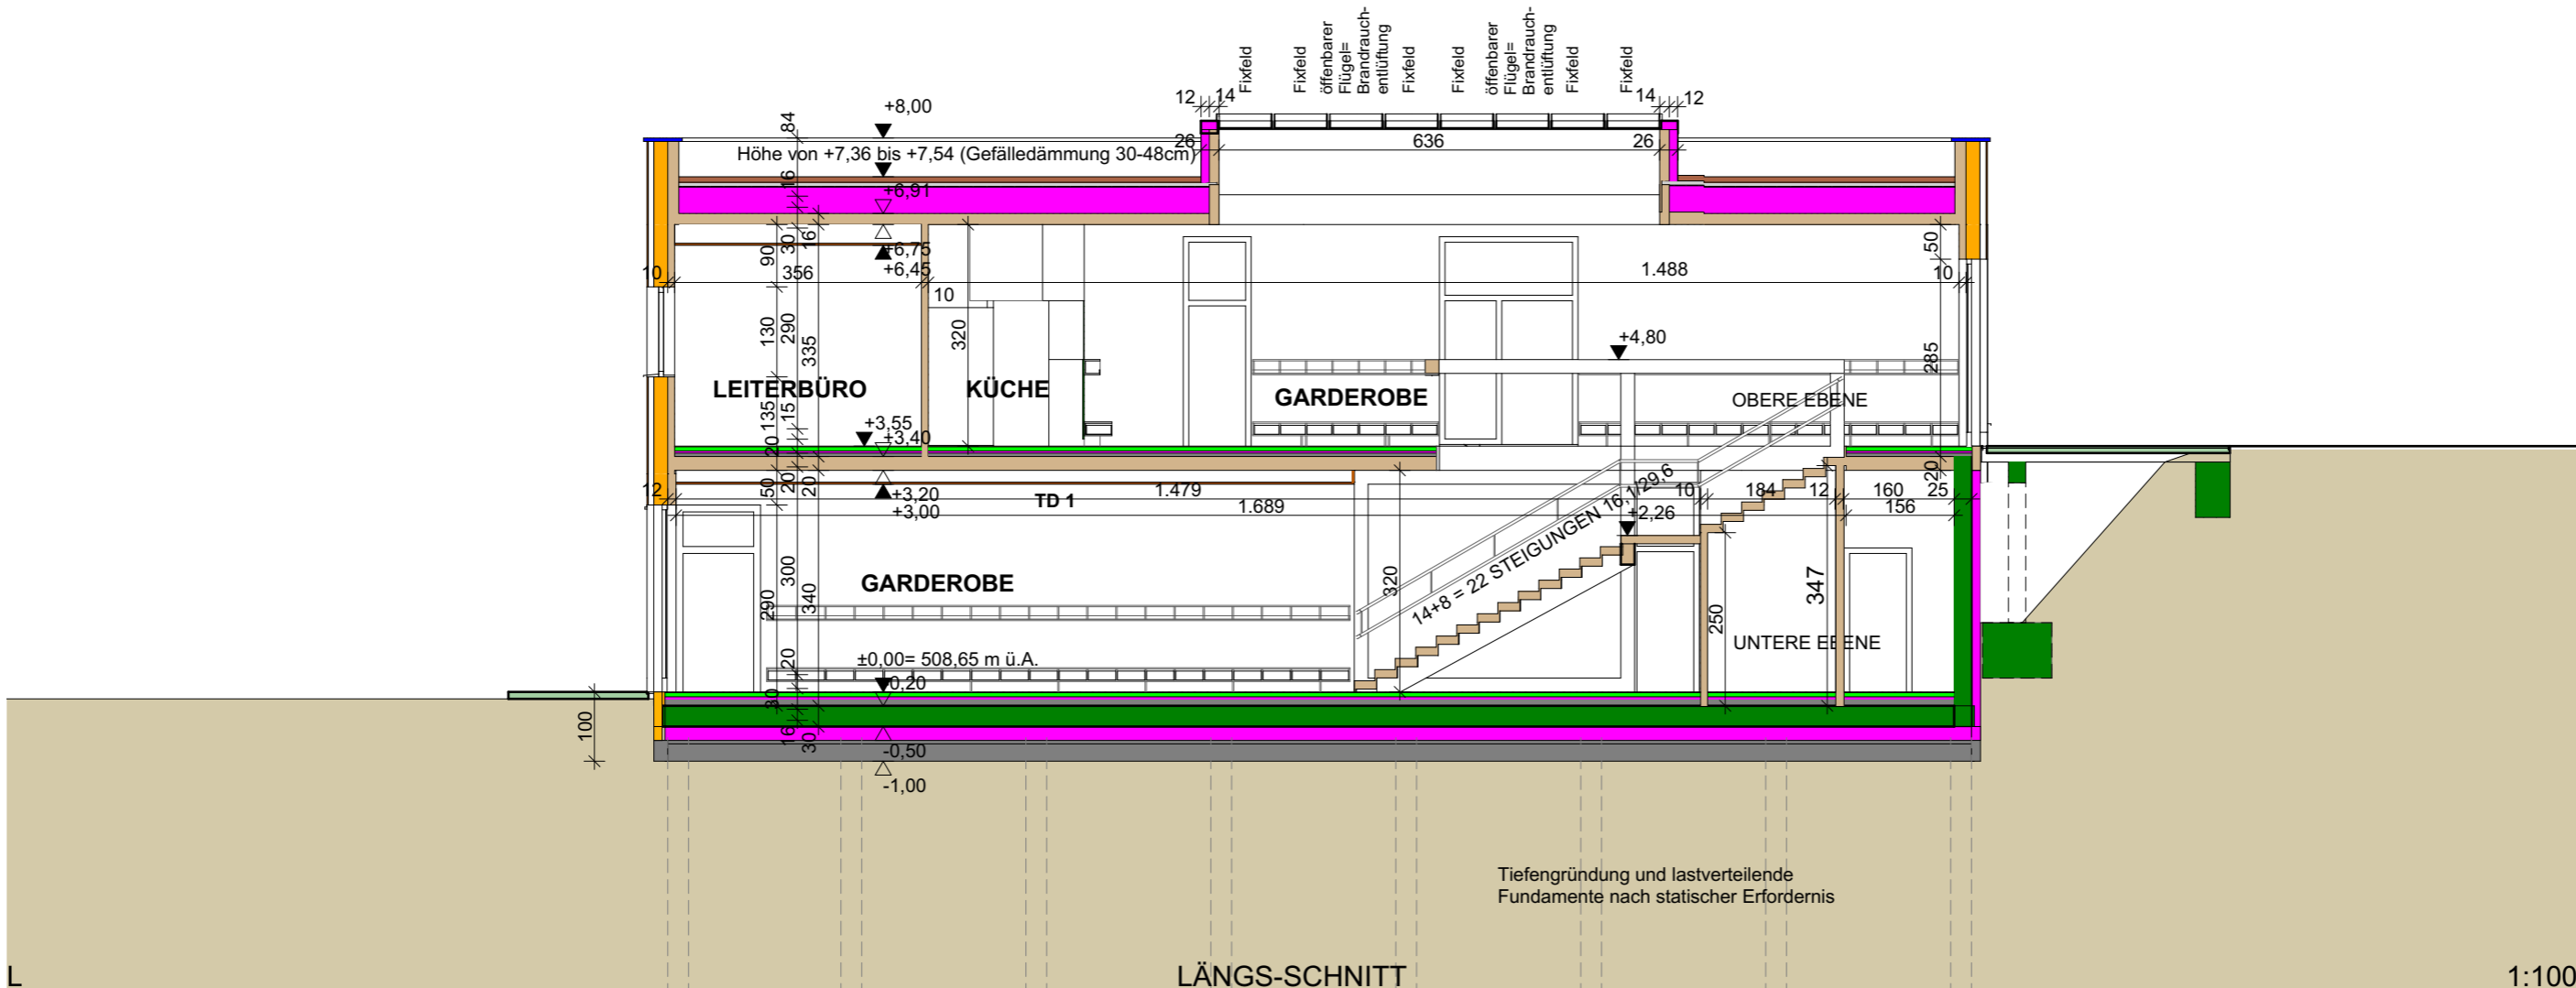 Fixfeld
Fixfeld
öffenbarer
Flügel=
Brandrauch-
entlüftung
Fixfeld
Fixfeld
öffenbarer
Flügel=
Brandrauch-
entlüftung
Fixfeld
Fixfeld
12 14
14 12
84
+8,00
26 636 26
Höhe von +7,36 bis +7,54 (Gefälledämmung 30-48cm)
16
+6,91
90 30 16
+6,75
+6,45
50
10 356
1.488 10
10
130 290 335
320
+4,80
285
LEITERBÜRO
KÜCHE
GARDEROBE
OBERE EBENE
135 15
+3,55
+3,40
20
50 20 20
20
12
+3,20
1.479
10 184 12 160 25
+3,00
TD 1
1.689
156
+2,26
14+8 = 22 STEIGUNGEN 16,1/29,6
300 340
290
320
GARDEROBE
250
347
UNTERE EBENE
±0,00= 508,65 m ü.A.
20
-0,20
30
100
16 30
-0,50
-1,00
Tiefengründung und lastverteilende
Fundamente nach statischer Erfordernis
L LÄNGS-SCHNITT 1:100